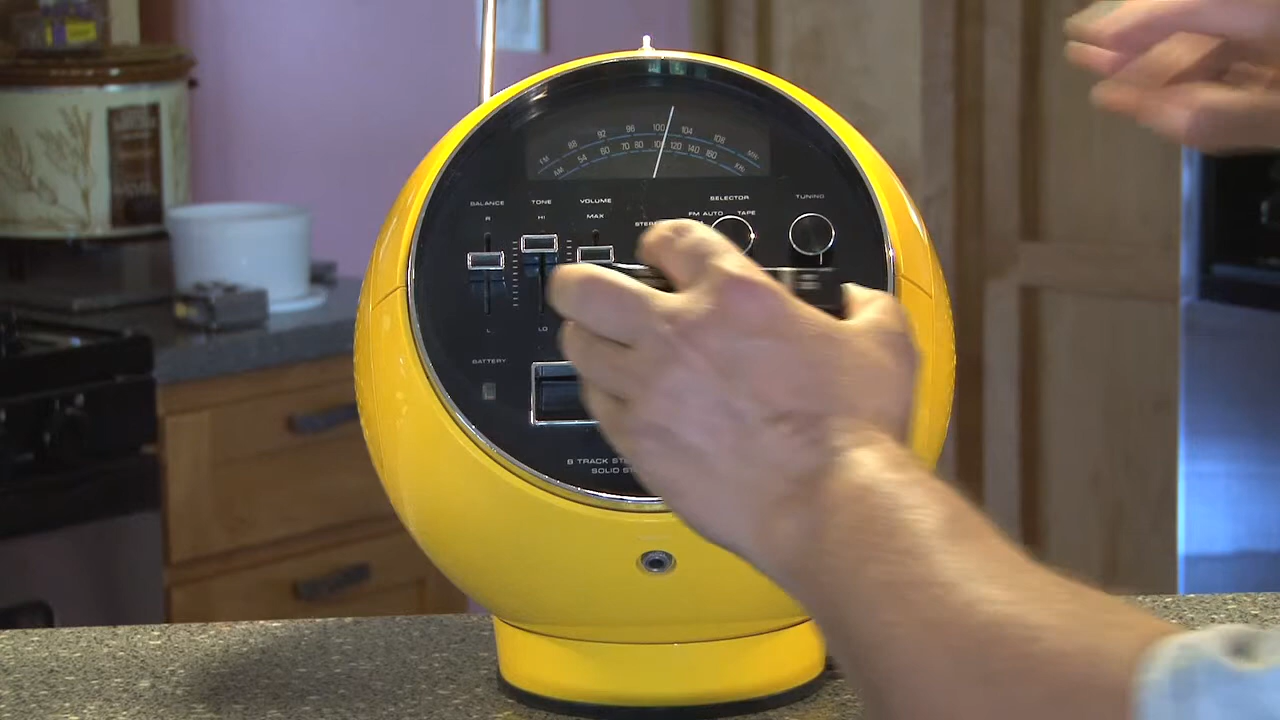 FM 88 92 96 100 104 108 MHz
AM 54 60 70 80 100 120 140 160 KHz
BALANCE TONE VOLUME SELECTOR TUNING
R HI MAX FM AUTO TAPE
L LO
BATTERY
8 TRACK
SOLID